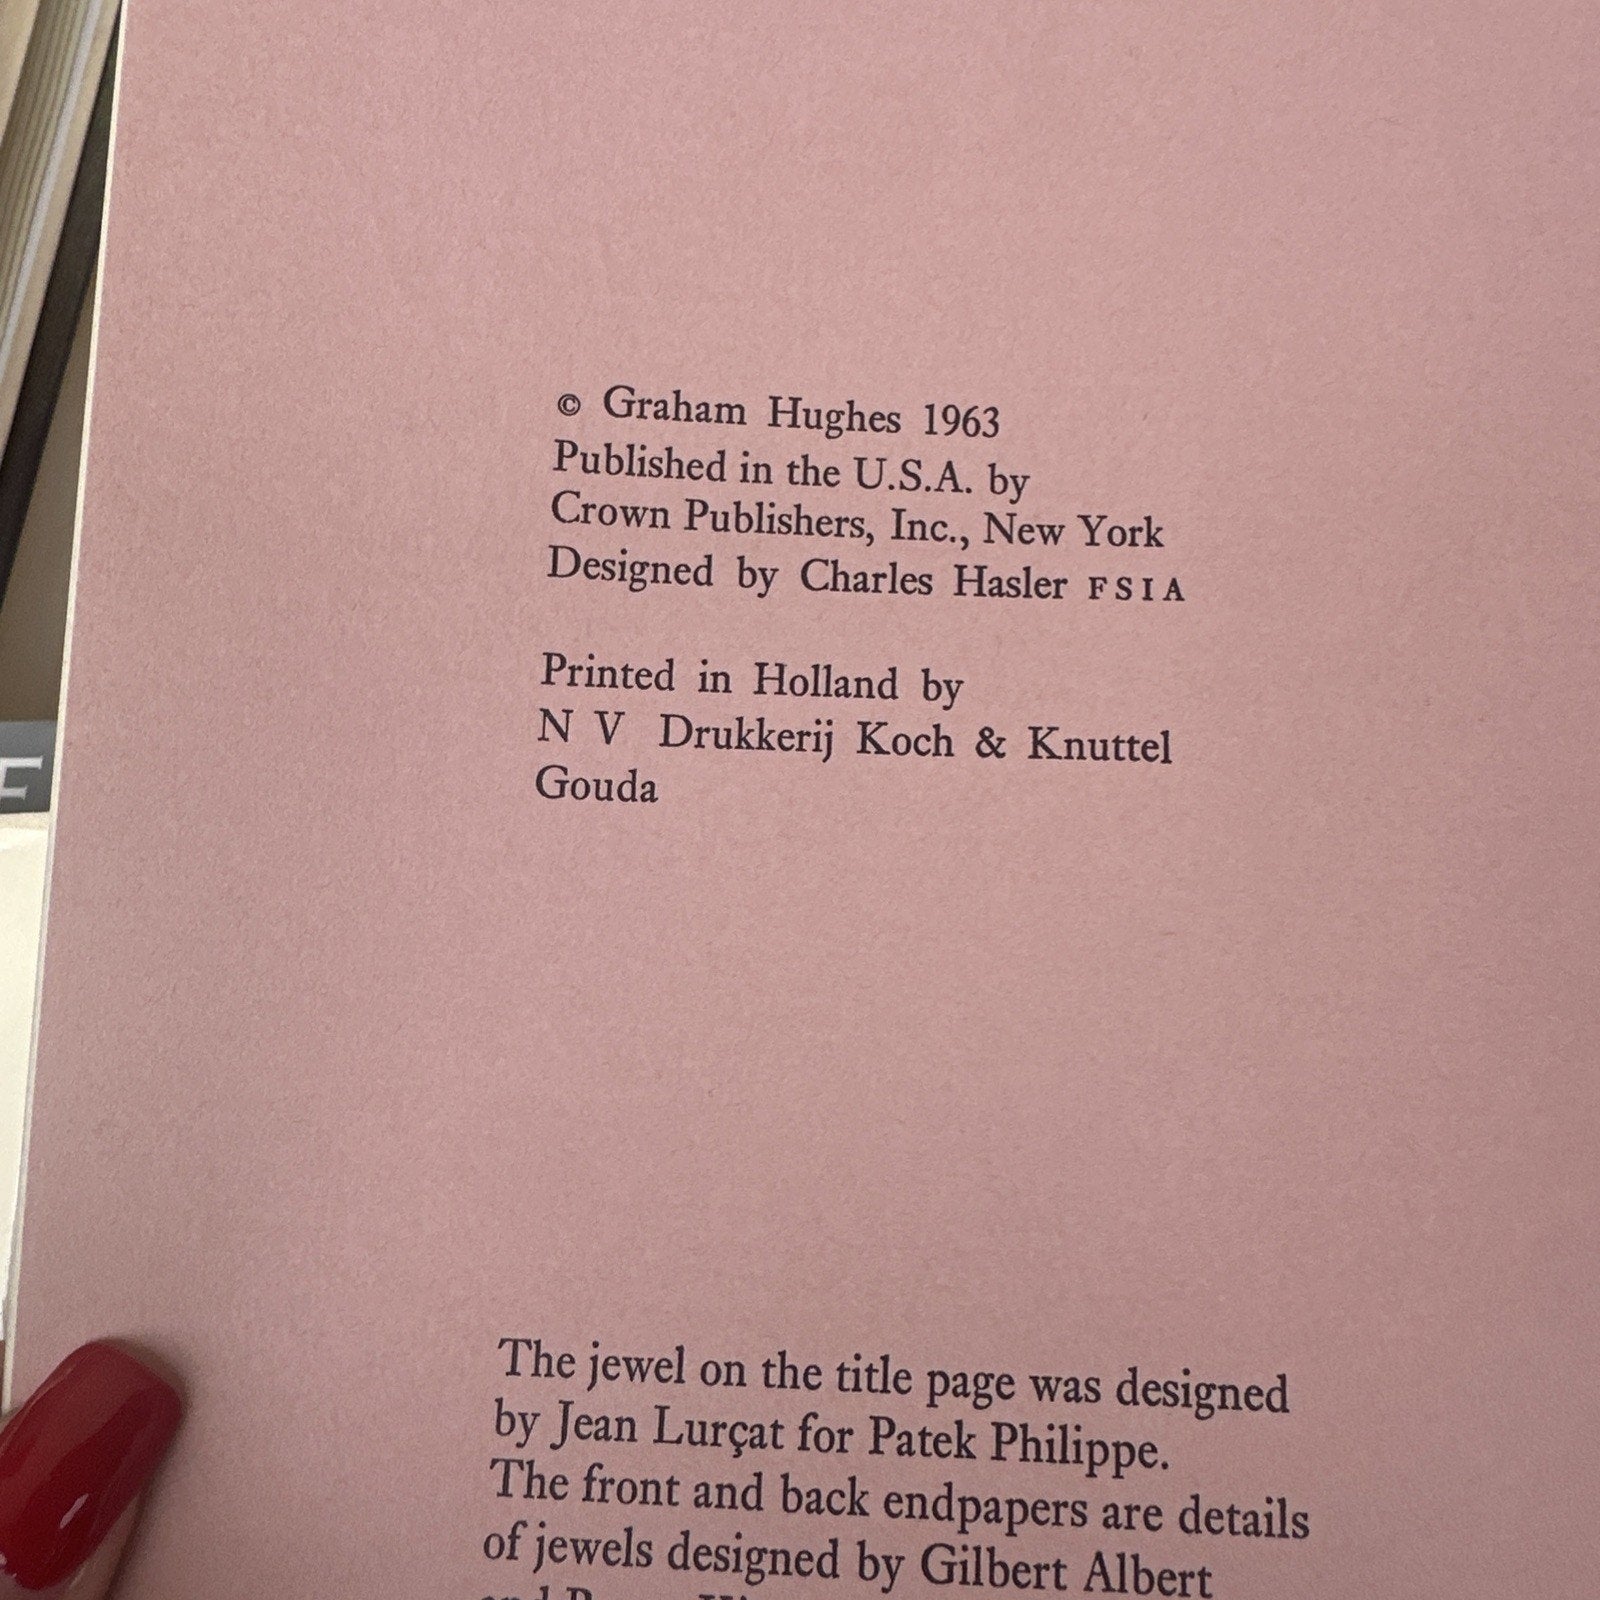 © Graham Hughes 1963
Published in the U.S.A. by
Crown Publishers, Inc., New York
Designed by Charles Hasler FSIA
Printed in Holland by
N V Drukkerij Koch & Knuttel
Gouda
The jewel on the title page was designed
by Jean Lurçat for Patek Philippe.
The front and back endpapers are details
of jewels designed by Gilbert Albert
and
F